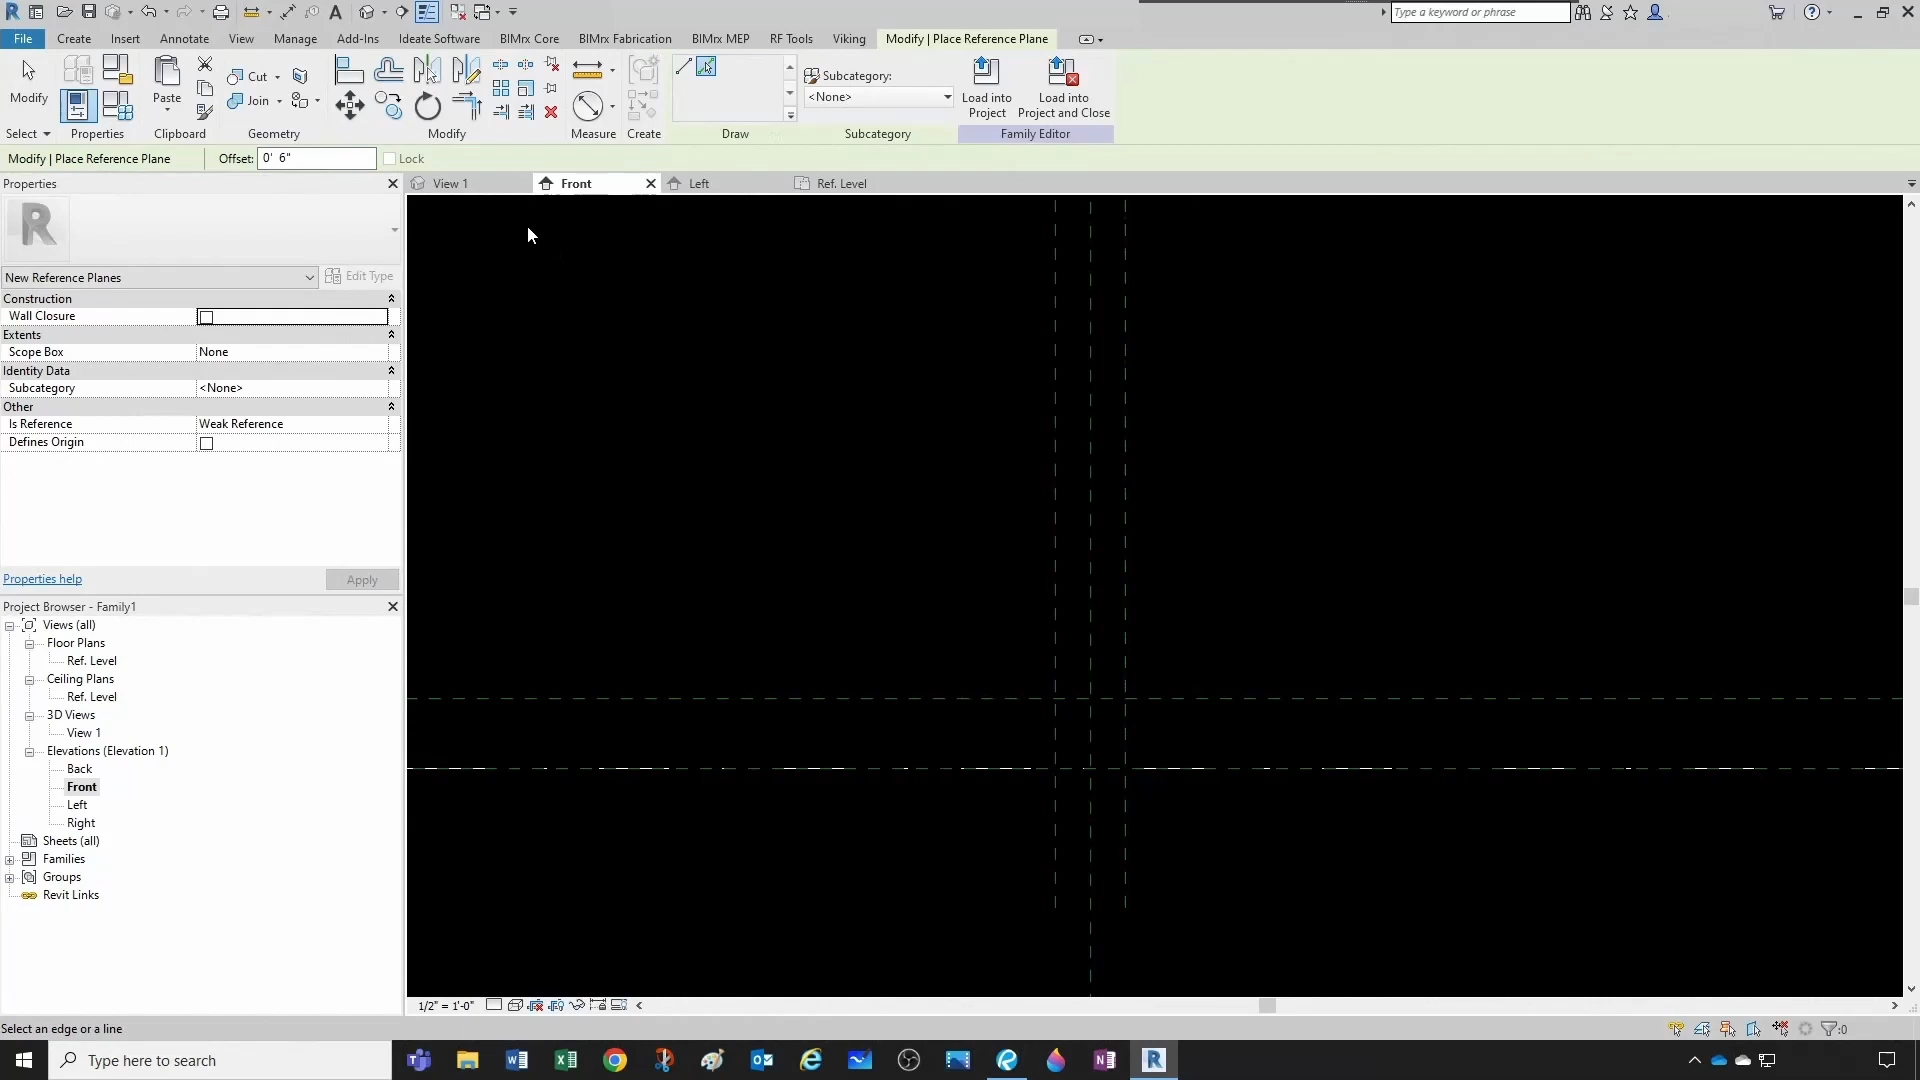 Type a keyword or phrase
File Create Insert Annotate View Manage Add-Ins Ideate Software BIMrx Core BIMrx Fabrication BIMrx MEP RF Tools Viking Modify | Place Reference Plane
Modify
Paste
Cut
Join
Subcategory:
<None>
Load into
Project
Load into
Project and Close
Select Properties Clipboard Geometry Modify Measure Create Draw Subcategory Family Editor
Modify | Place Reference Plane Offset: 0' 6" Lock
Properties
View 1 Front Left Ref. Level
New Reference Planes Edit Type
Construction
Wall Closure
Extents
Scope Box None
Identity Data
Subcategory <None>
Other
Is Reference Weak Reference
Defines Origin
Properties help Apply
Project Browser - Family1
Views (all)
Floor Plans
Ref. Level
Ceiling Plans
Ref. Level
3D Views
View 1
Elevations (Elevation 1)
Back
Front
Left
Right
Sheets (all)
Families
Groups
Revit Links
1/2" = 1'-0"
Select an edge or a line
:0
Type here to search